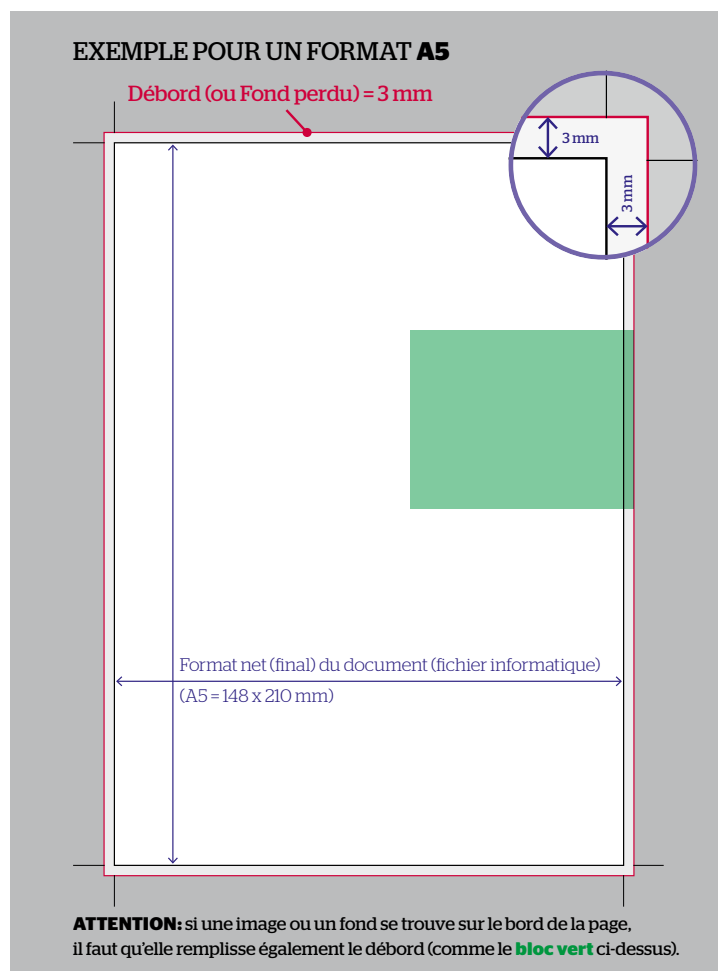 EXEMPLE POUR UN FORMAT A5
Débord (ou Fond perdu) = 3 mm
3 mm
3 mm
Format net (final) du document (fichier informatique)
(A5 = 148 x 210 mm)
ATTENTION: si une image ou un fond se trouve sur le bord de la page,
il faut qu'elle remplisse également le débord (comme le bloc vert ci-dessus).